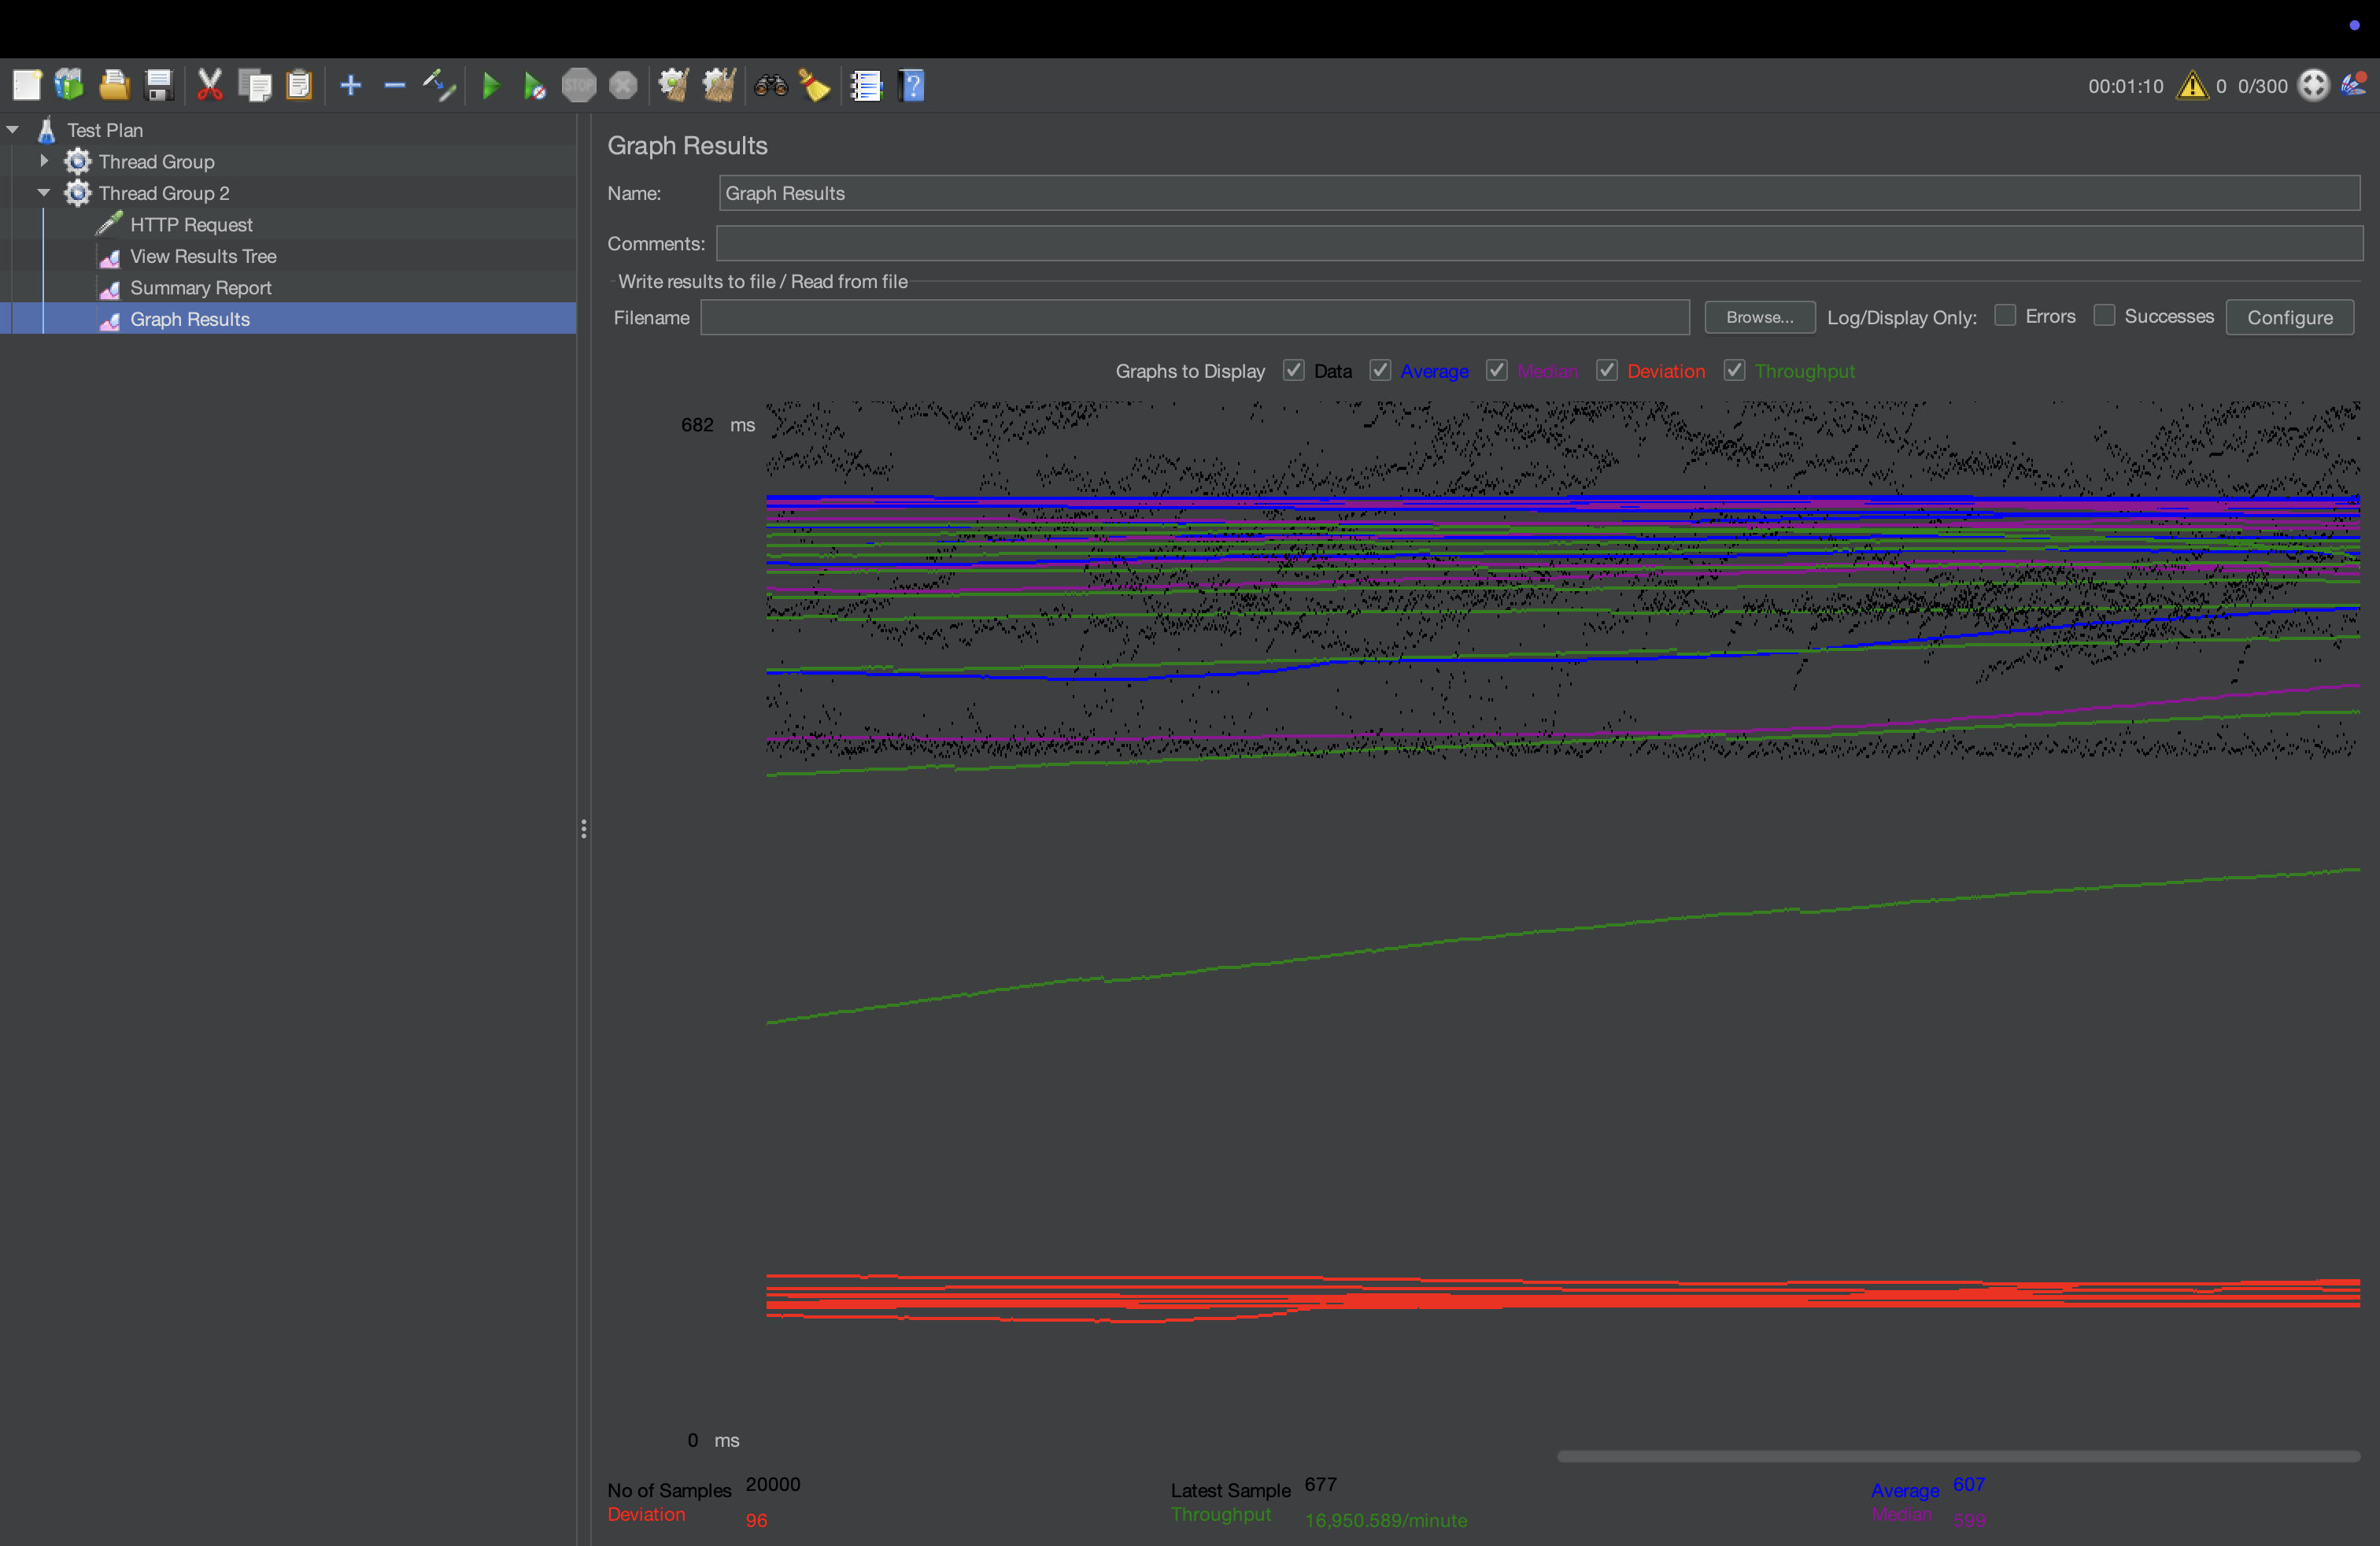 STOP
00:01:10 0 0/300
Test Plan
Thread Group
Thread Group 2
HTTP Request
View Results Tree
Summary Report
Graph Results
Graph Results
Name: Graph Results
Comments:
Write results to file / Read from file
Filename Browse... Log/Display Only: Errors Successes Configure
Graphs to Display Data Average Median Deviation Throughput
682 ms
0 ms
No of Samples 20000 Latest Sample 677 Average 607
Deviation 96 Throughput 16,950.589/minute Median 599